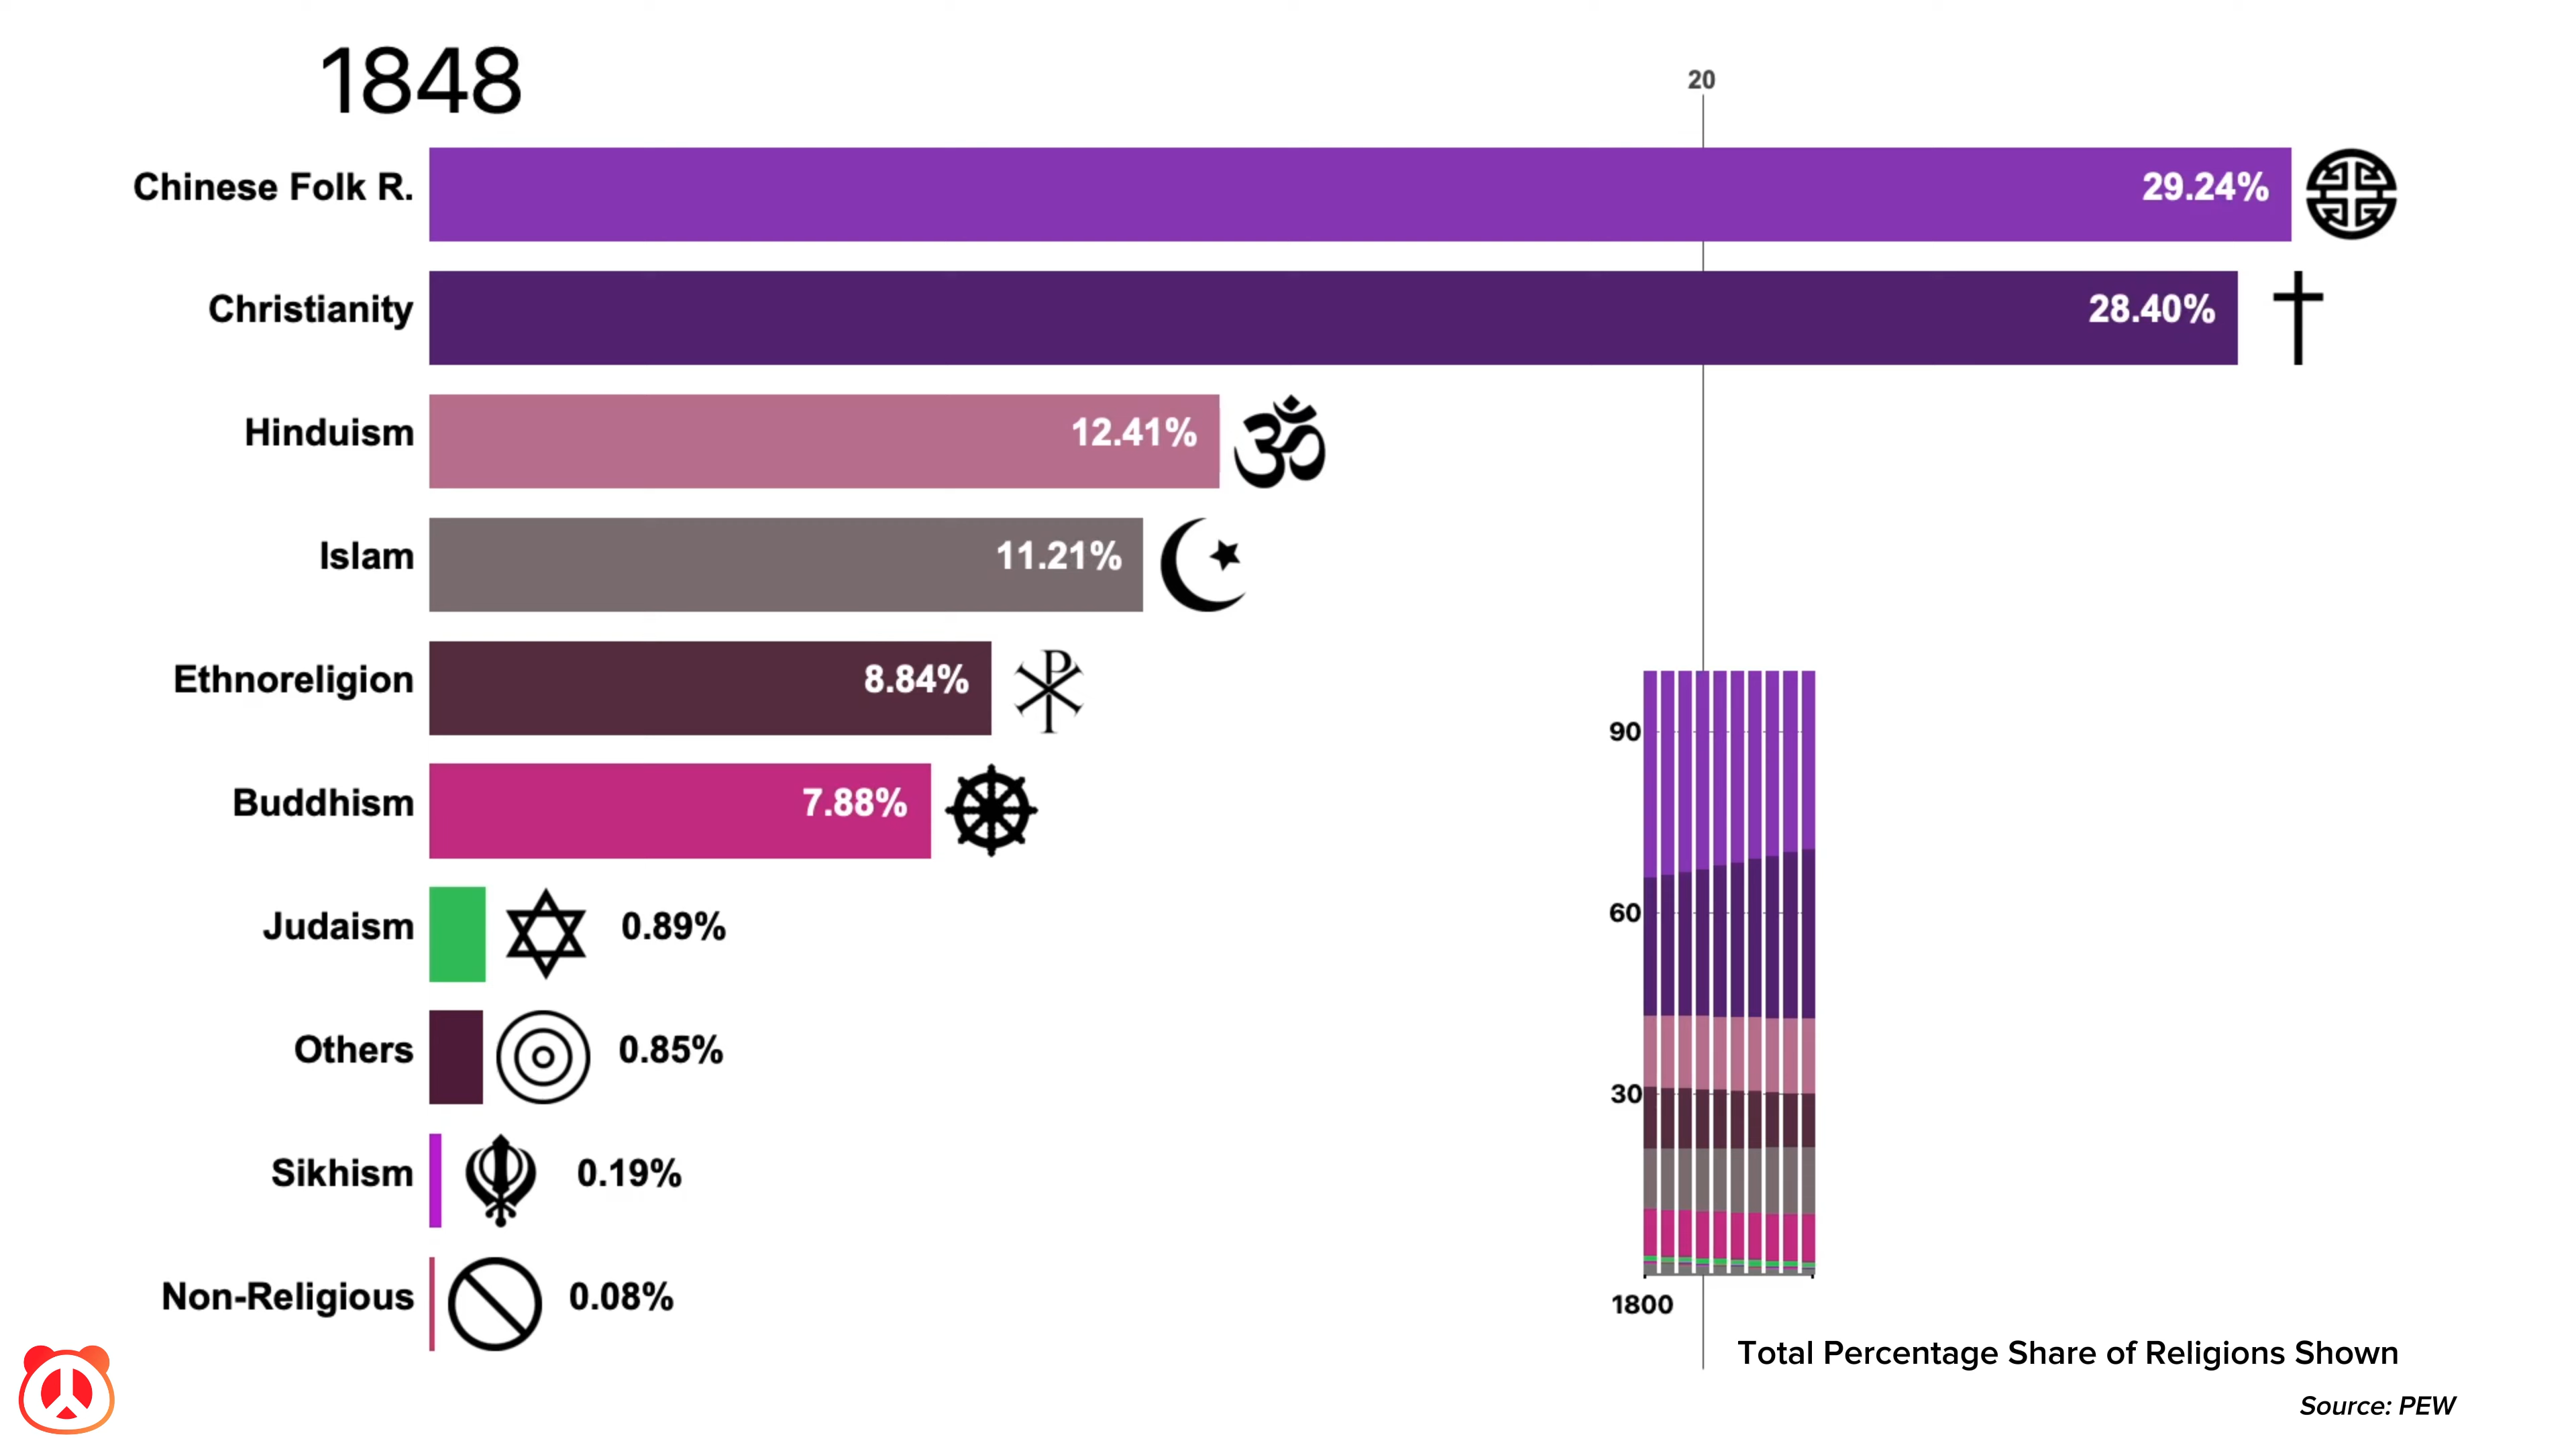 1848
20
Chinese Folk R. 29.24%
Christianity 28.40%
Hinduism 12.41%
Islam 11.21%
Ethnoreligion 8.84%
Buddhism 7.88%
Judaism 0.89%
Others 0.85%
Sikhism 0.19%
Non-Religious 0.08%
90
60
30
1800
Total Percentage Share of Religions Shown
Source: PEW